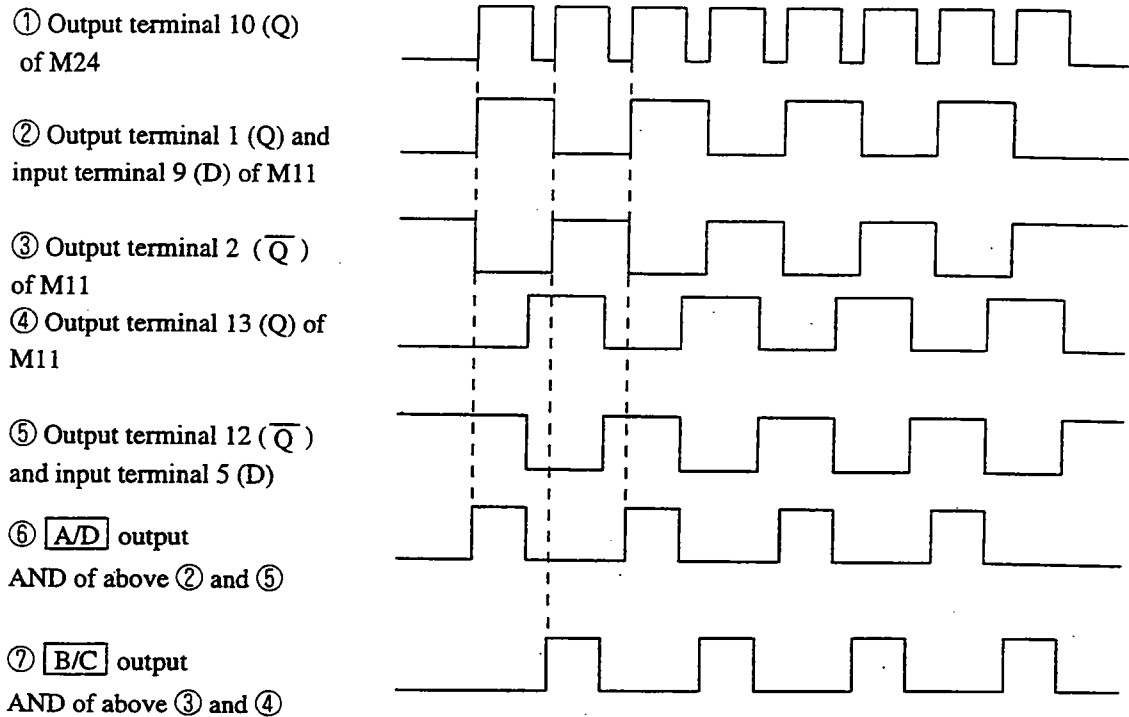 ① Output terminal 10 (Q)
of M24
② Output terminal 1 (Q) and
input terminal 9 (D) of M11
③ Output terminal 2 (Q̅)
of M11
④ Output terminal 13 (Q) of
M11
⑤ Output terminal 12 (Q̅)
and input terminal 5 (D)
⑥ A/D output
AND of above ② and ⑤
⑦ B/C output
AND of above ③ and ④